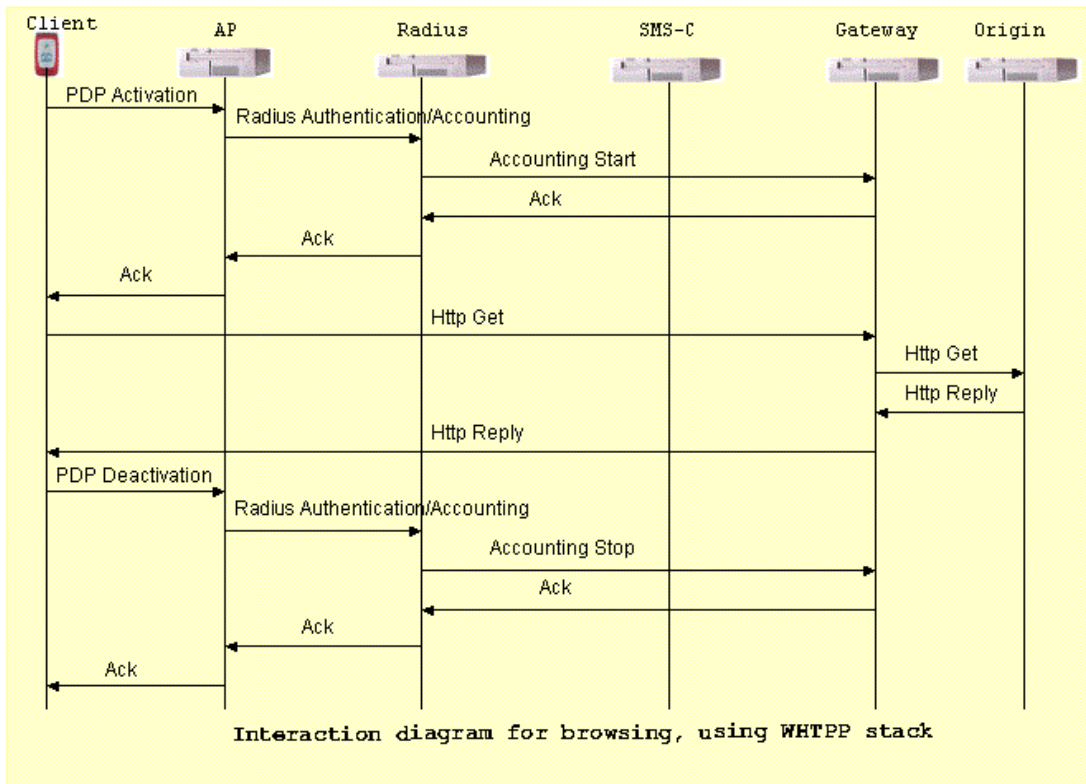 Client
AP
Radius
SMS-C
Gateway
Origin
PDP Activation
Radius Authentication/Accounting
Accounting Start
Ack
Ack
Ack
Http Get
Http Get
Http Reply
Http Reply
PDP Deactivation
Radius Authentication/Accounting
Accounting Stop
Ack
Ack
Ack
Interaction diagram for browsing, using WHTPP stack